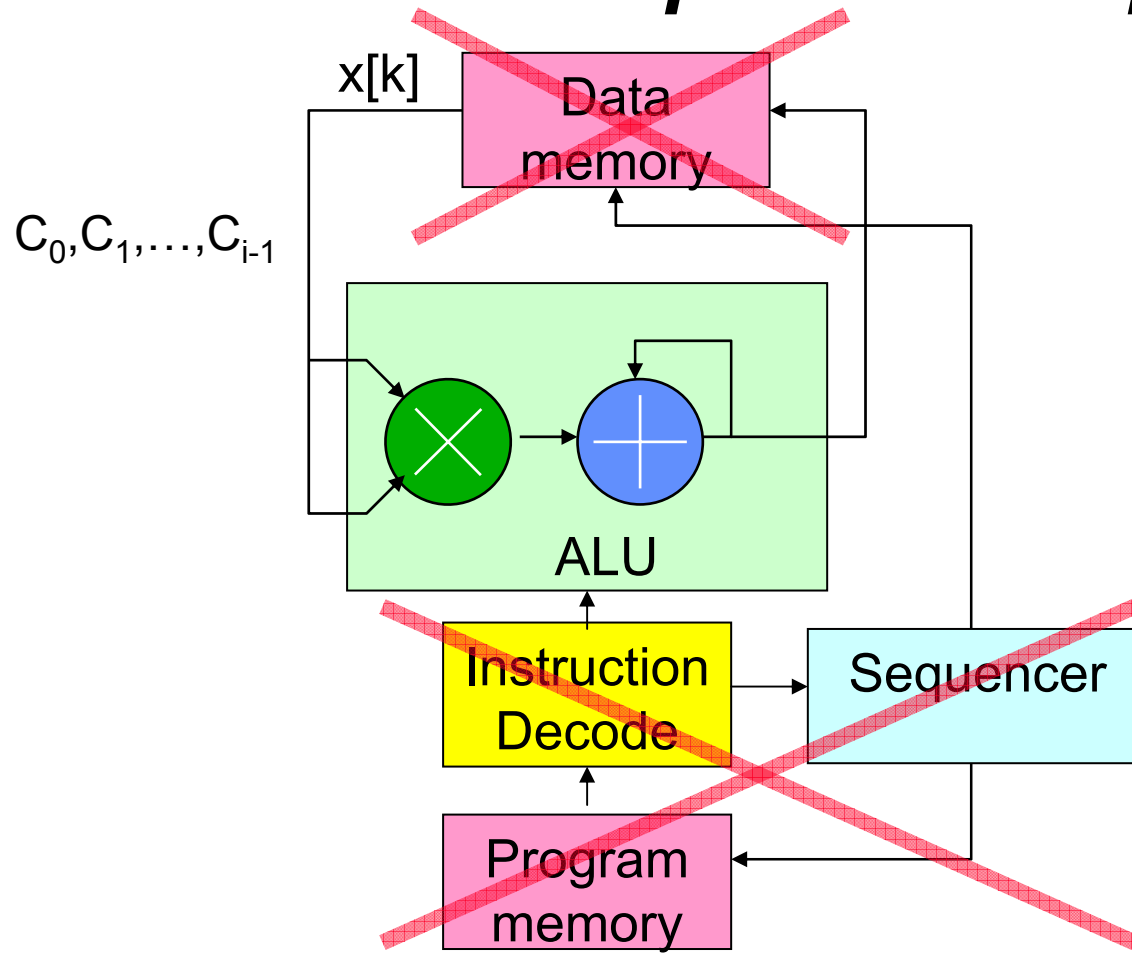 x[k]
Data
memory
C₀,C₁,…,Cᵢ₋₁
ALU
Instruction
Decode
Sequencer
Program
memory